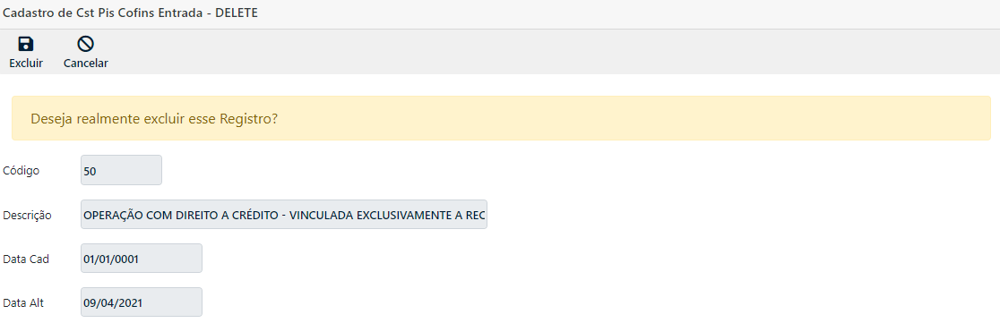 Cadastro de Cst Pis Cofins Entrada - DELETE
Excluir Cancelar
Deseja realmente excluir esse Registro?
Código 50
Descrição OPERAÇÃO COM DIREITO A CRÉDITO - VINCULADA EXCLUSIVAMENTE A REC
Data Cad 01/01/0001
Data Alt 09/04/2021